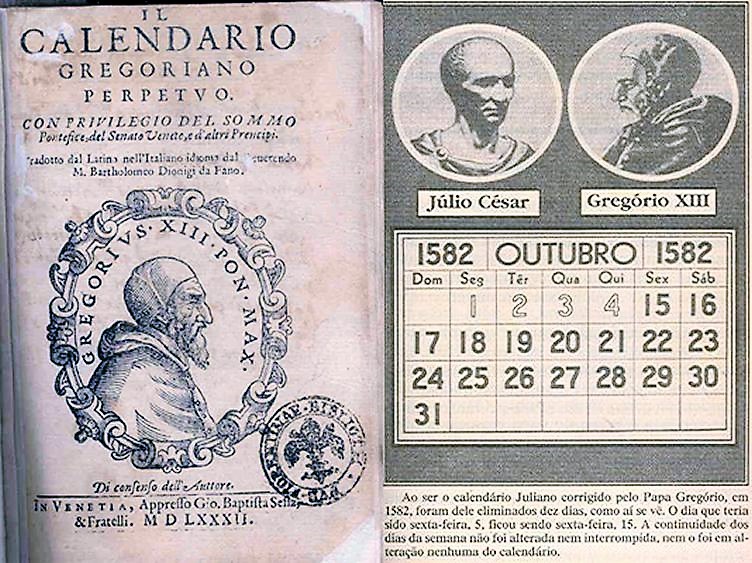 IL
CALENDARIO
GREGORIANO
PERPETVO.
CON PRIVILEGIO DEL SOMMO
Pontefice, del Senato Veneto, e d'altri Prencipi.
Tradotto dal Latino nell'Italiano idioma dal Reuerendo
M. Bartholomeo Dionigi da Fano.
GREGORIVS · XIII · PON · MAX ·
Di consenso dell'Auttore.
IN VENETIA, Appresso Gio. Baptista Sessa,
& Fratelli. M D LXXXII.
Júlio César
Gregório XIII
1582 OUTUBRO 1582
Dom Seg Têr Qua Qui Sex Sáb
1 2 3 4 15 16
17 18 19 20 21 22 23
24 25 26 27 28 29 30
31
Ao ser o calendário Juliano corrigido pelo Papa Gregório, em
1582, foram dele eliminados dez dias, como aí se vê. O dia que teria
sido sexta-feira, 5, ficou sendo sexta-feira, 15. A continuidade dos
dias da semana não foi alterada nem interrompida, nem o foi em al-
teração nenhuma do calendário.